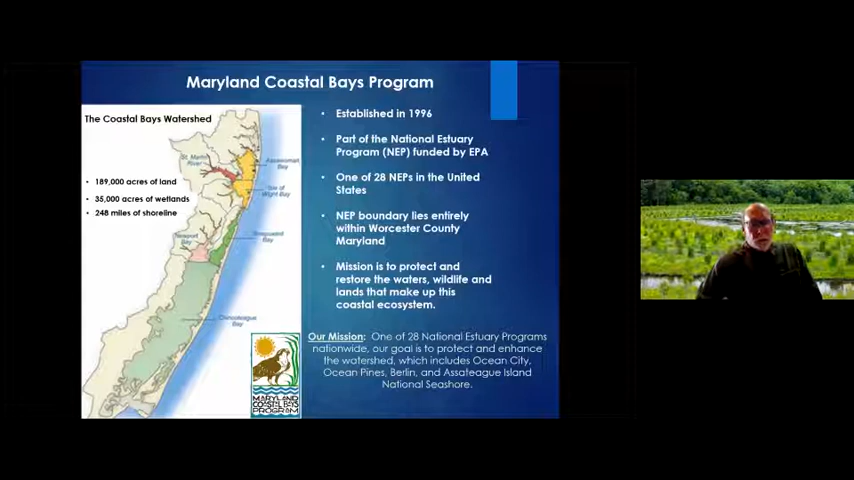 Maryland Coastal Bays Program
The Coastal Bays Watershed
• 189,000 acres of land
• 35,000 acres of wetlands
• 248 miles of shoreline
St. Martin
River
Assawoman
Bay
Isle of
Wight Bay
Sinepuxent
Bay
Newport
Bay
Chincoteague
Bay
• Established in 1996
• Part of the National Estuary
Program (NEP) funded by EPA
• One of 28 NEPs in the United
States
• NEP boundary lies entirely
within Worcester County
Maryland
• Mission is to protect and
restore the waters, wildlife and
lands that make up this
coastal ecosystem.
Our Mission: One of 28 National Estuary Programs
nationwide, our goal is to protect and enhance
the watershed, which includes Ocean City,
Ocean Pines, Berlin, and Assateague Island
National Seashore.
MARYLAND
COASTAL BAYS
PROGRAM